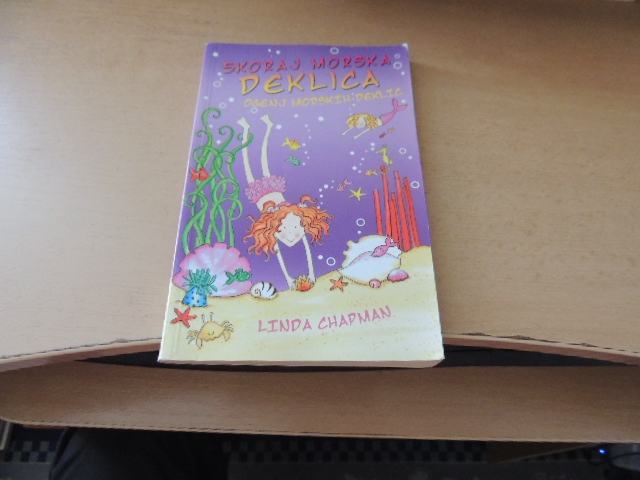 SKORAJ MORSKA
DEKLICA
OGENJ MORSKIH DEKLIC
LINDA CHAPMAN